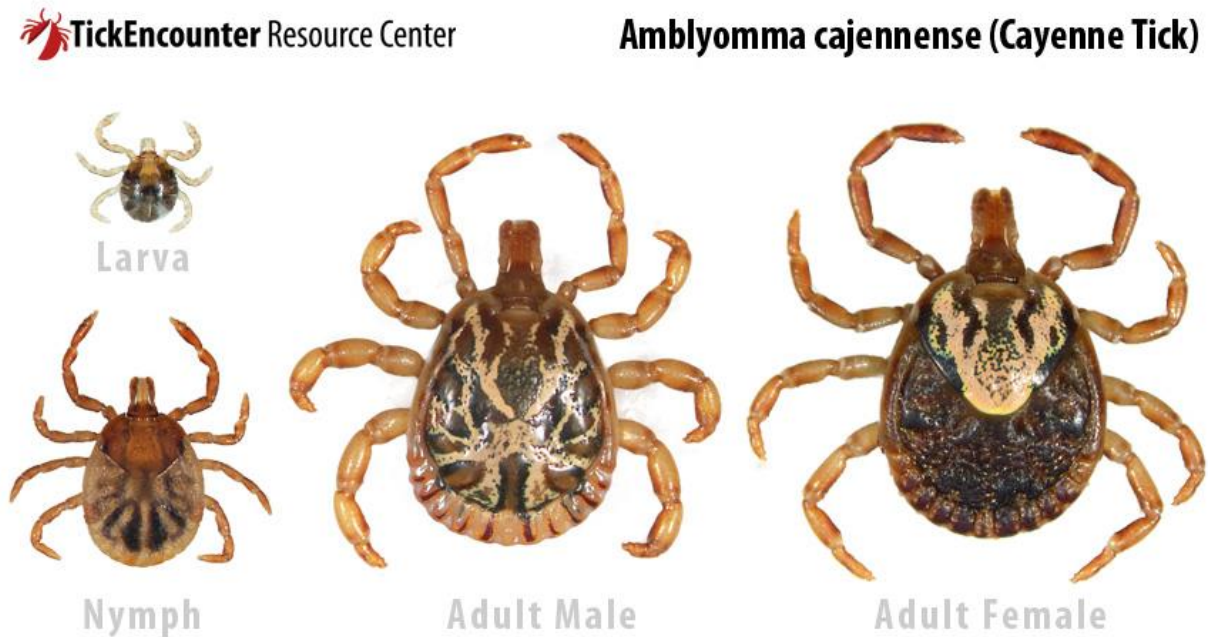 TickEncounter Resource Center
Amblyomma cajennense (Cayenne Tick)
Larva
Nymph
Adult Male
Adult Female